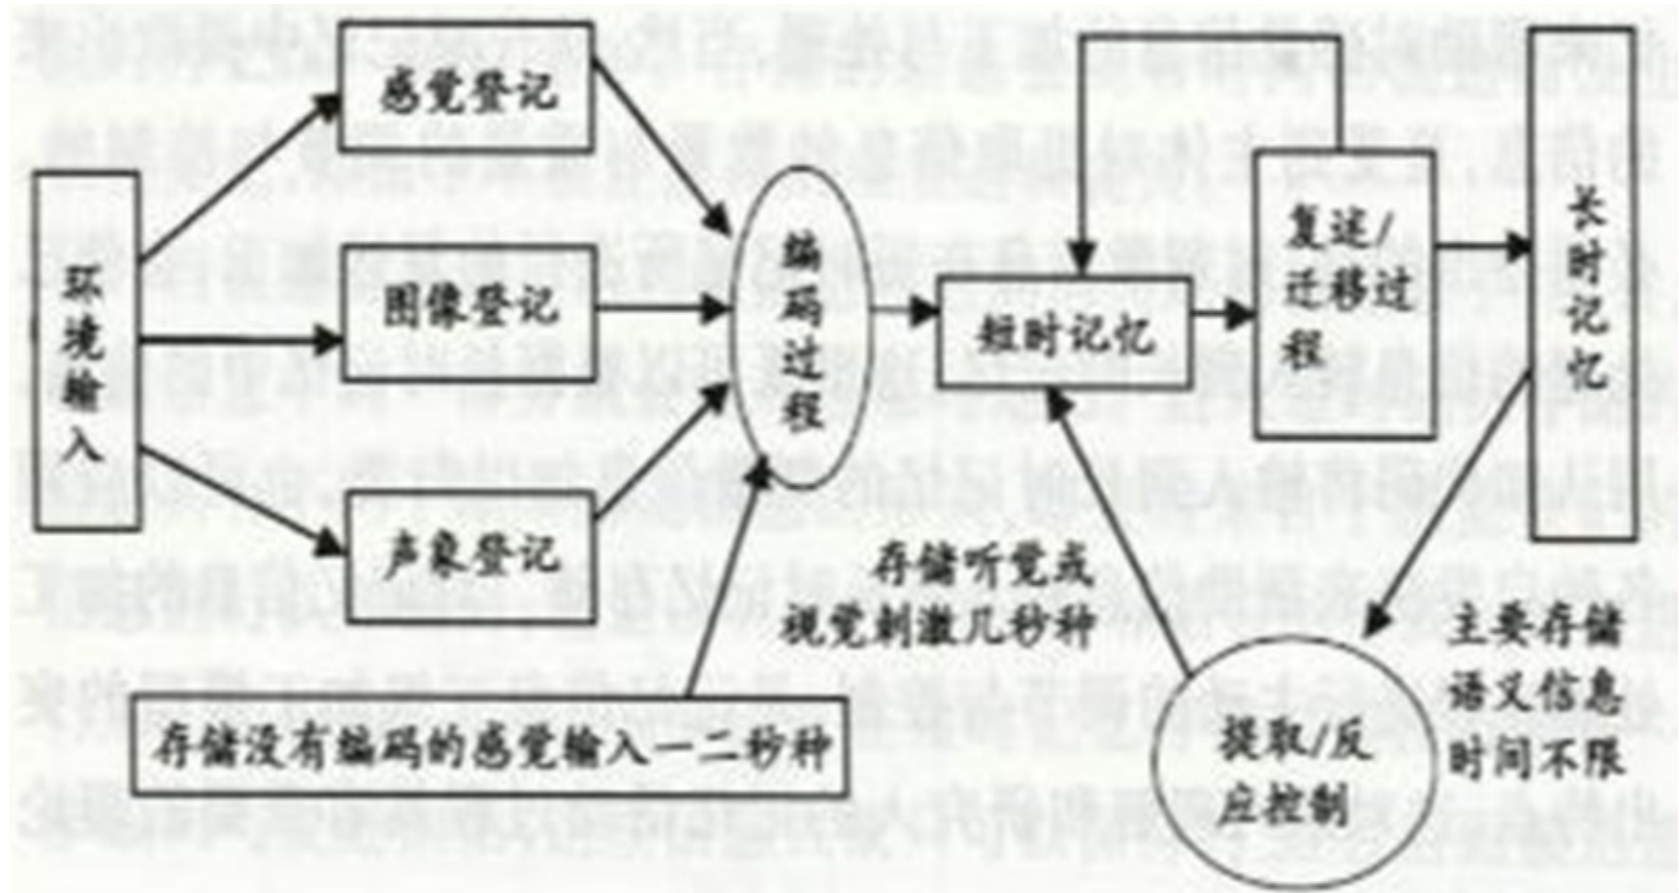 环境输入
感觉登记
图像登记
声象登记
编码过程
存储没有编码的感觉输入一二秒种
短时记忆
存储听觉或
视觉刺激几秒种
复述/
迁移过
程
长时记忆
提取/反
应控制
主要存储
语义信息
时间不限